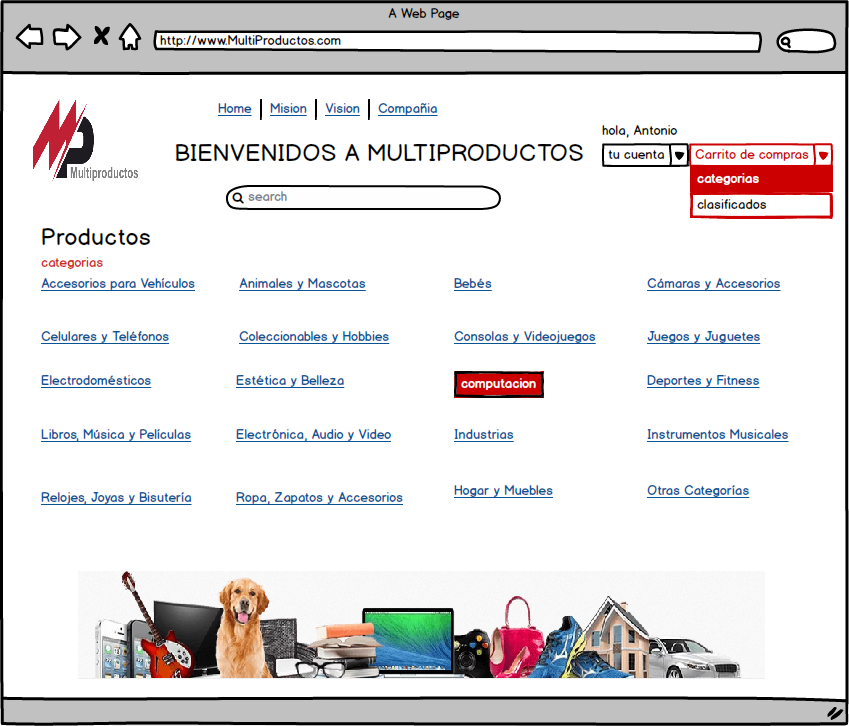 A Web Page
http://www.MultiProductos.com
Home Mision Vision Compañia
hola, Antonio
MP
Multiproductos
BIENVENIDOS A MULTIPRODUCTOS
tu cuenta
Carrito de compras
categorias
clasificados
search
Productos
categorias
Accesorios para Vehículos Animales y Mascotas Bebés Cámaras y Accesorios
Celulares y Teléfonos Coleccionables y Hobbies Consolas y Videojuegos Juegos y Juguetes
Electrodomésticos Estética y Belleza computacion Deportes y Fitness
Libros, Música y Películas Electrónica, Audio y Video Industrias Instrumentos Musicales
Relojes, Joyas y Bisutería Ropa, Zapatos y Accesorios Hogar y Muebles Otras Categorías